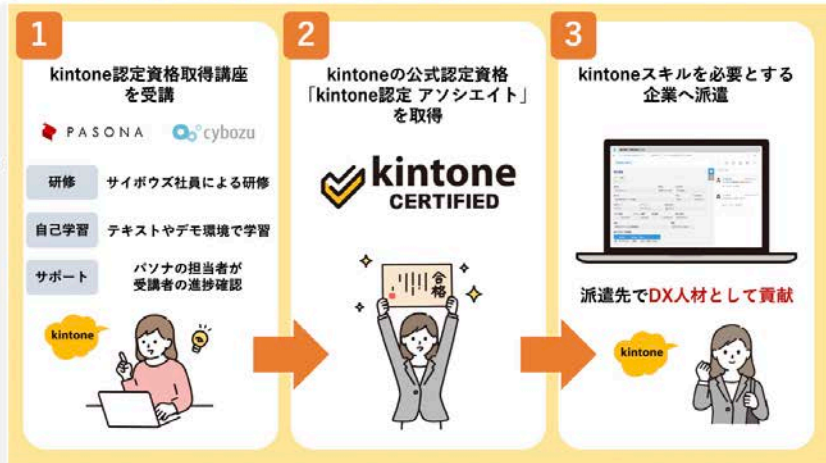 1
kintone認定資格取得講座
を受講
PASONA
cybozu
研修
サイボウズ社員による研修
自己学習
テキストやデモ環境で学習
サポート
パソナの担当者が
受講者の進捗確認
kintone
2
kintoneの公式認定資格
「kintone認定 アソシエイト」
を取得
kintone
CERTIFIED
合格
3
kintoneスキルを必要とする
企業へ派遣
派遣先でDX人材として貢献
kintone